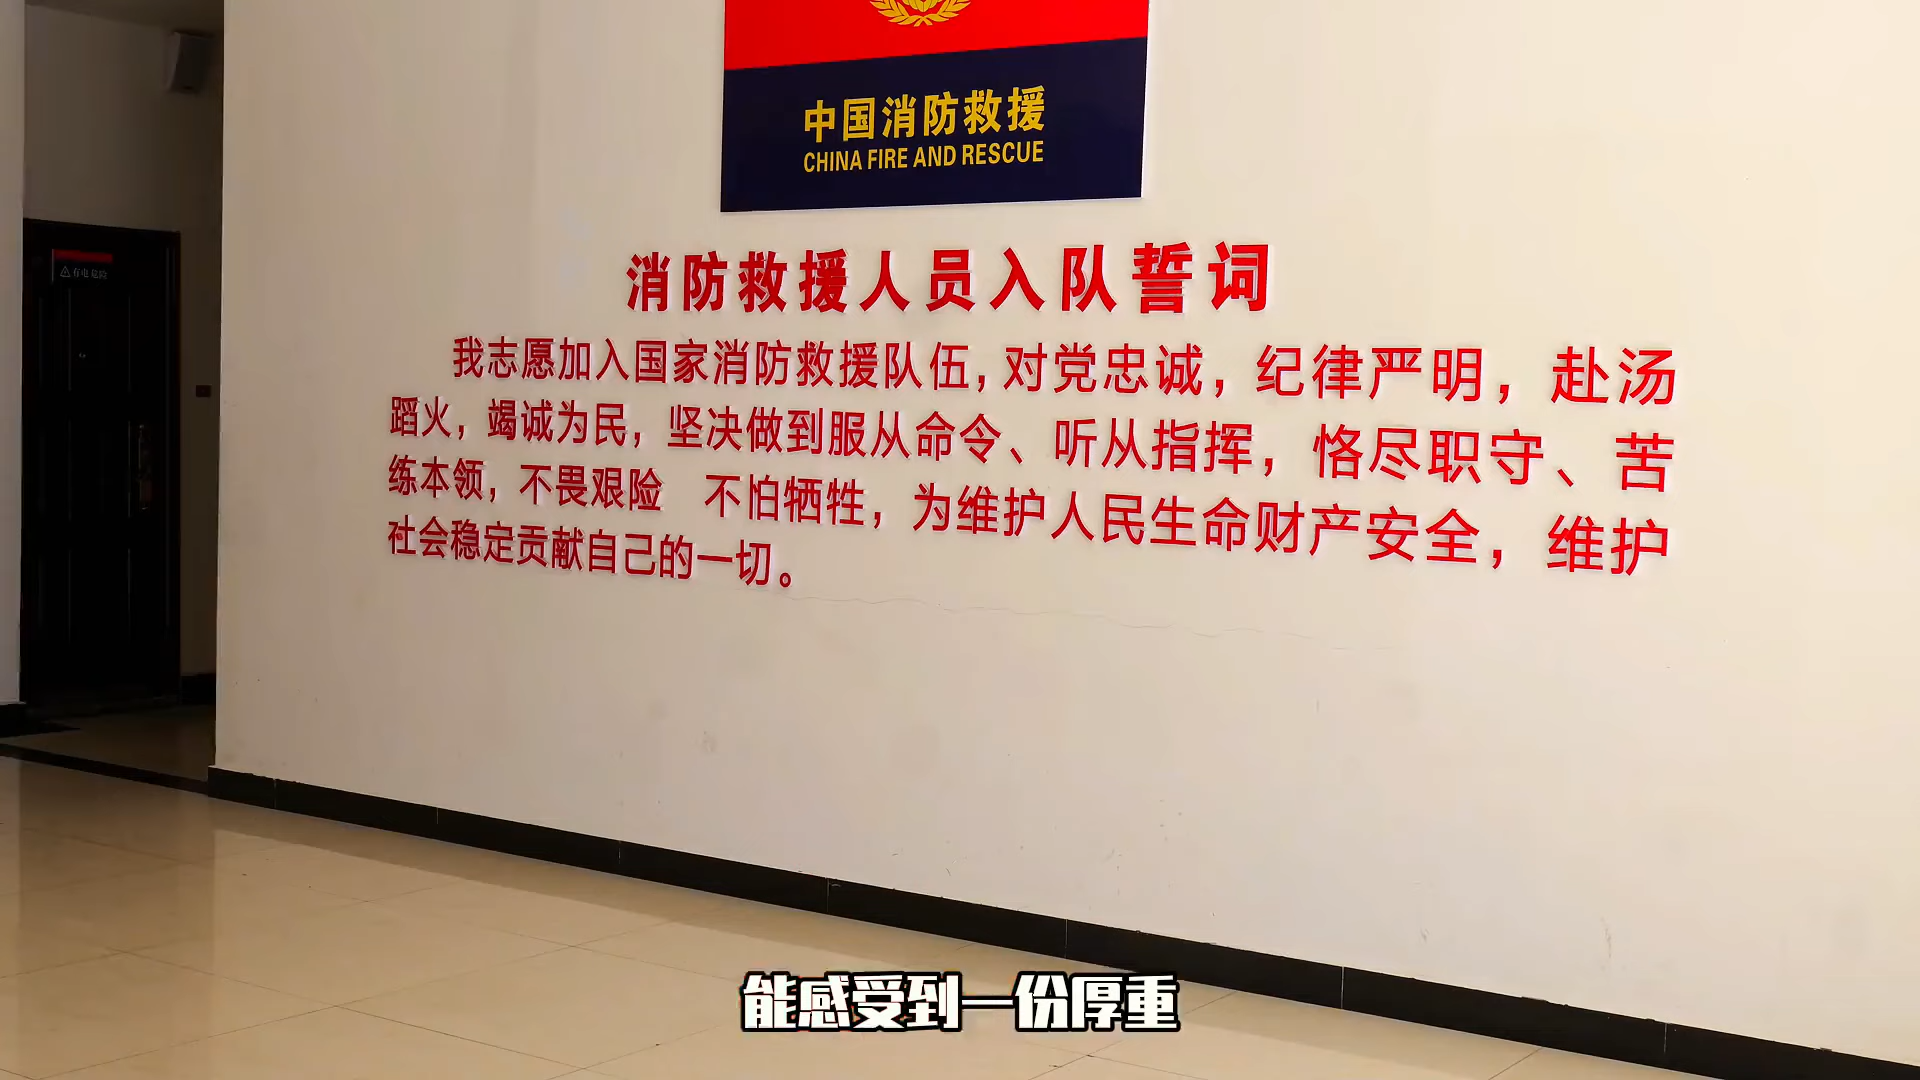 中国消防救援
CHINA FIRE AND RESCUE
消防救援人员入队誓词
我志愿加入国家消防救援队伍，对党忠诚，纪律严明，赴汤
蹈火，竭诚为民，坚决做到服从命令、听从指挥，恪尽职守、苦
练本领，不畏艰险 不怕牺牲，为维护人民生命财产安全，维护
社会稳定贡献自己的一切。
有电危险
能感受到一份厚重